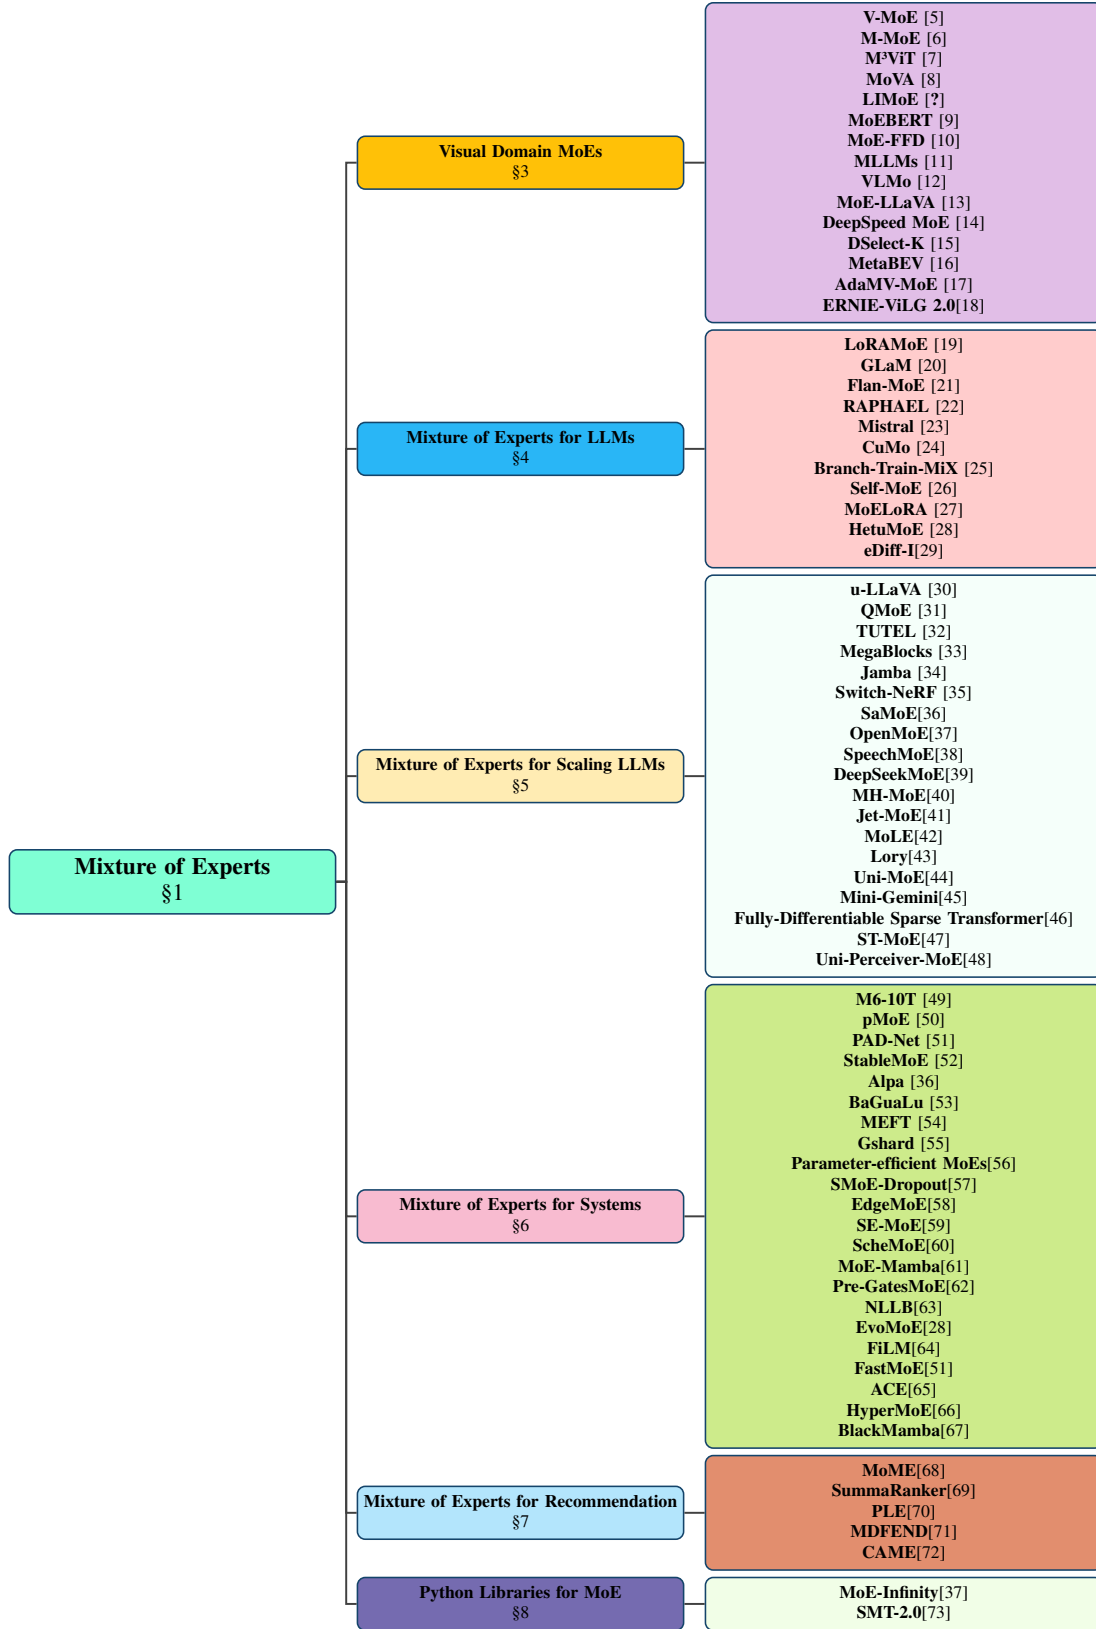 Mixture of Experts
§1
Visual Domain MoEs
§3
V-MoE [5]
M-MoE [6]
M³ViT [7]
MoVA [8]
LIMoE [?]
MoEBERT [9]
MoE-FFD [10]
MLLMs [11]
VLMo [12]
MoE-LLaVA [13]
DeepSpeed MoE [14]
DSelect-K [15]
MetaBEV [16]
AdaMV-MoE [17]
ERNIE-ViLG 2.0[18]
Mixture of Experts for LLMs
§4
LoRAMoE [19]
GLaM [20]
Flan-MoE [21]
RAPHAEL [22]
Mistral [23]
CuMo [24]
Branch-Train-MiX [25]
Self-MoE [26]
MoELoRA [27]
HetuMoE [28]
eDiff-I[29]
Mixture of Experts for Scaling LLMs
§5
u-LLaVA [30]
QMoE [31]
TUTEL [32]
MegaBlocks [33]
Jamba [34]
Switch-NeRF [35]
SaMoE[36]
OpenMoE[37]
SpeechMoE[38]
DeepSeekMoE[39]
MH-MoE[40]
Jet-MoE[41]
MoLE[42]
Lory[43]
Uni-MoE[44]
Mini-Gemini[45]
Fully-Differentiable Sparse Transformer[46]
ST-MoE[47]
Uni-Perceiver-MoE[48]
Mixture of Experts for Systems
§6
M6-10T [49]
pMoE [50]
PAD-Net [51]
StableMoE [52]
Alpa [36]
BaGuaLu [53]
MEFT [54]
Gshard [55]
Parameter-efficient MoEs[56]
SMoE-Dropout[57]
EdgeMoE[58]
SE-MoE[59]
ScheMoE[60]
MoE-Mamba[61]
Pre-GatesMoE[62]
NLLB[63]
EvoMoE[28]
FiLM[64]
FastMoE[51]
ACE[65]
HyperMoE[66]
BlackMamba[67]
Mixture of Experts for Recommendation
§7
MoME[68]
SummaRanker[69]
PLE[70]
MDFEND[71]
CAME[72]
Python Libraries for MoE
§8
MoE-Infinity[37]
SMT-2.0[73]